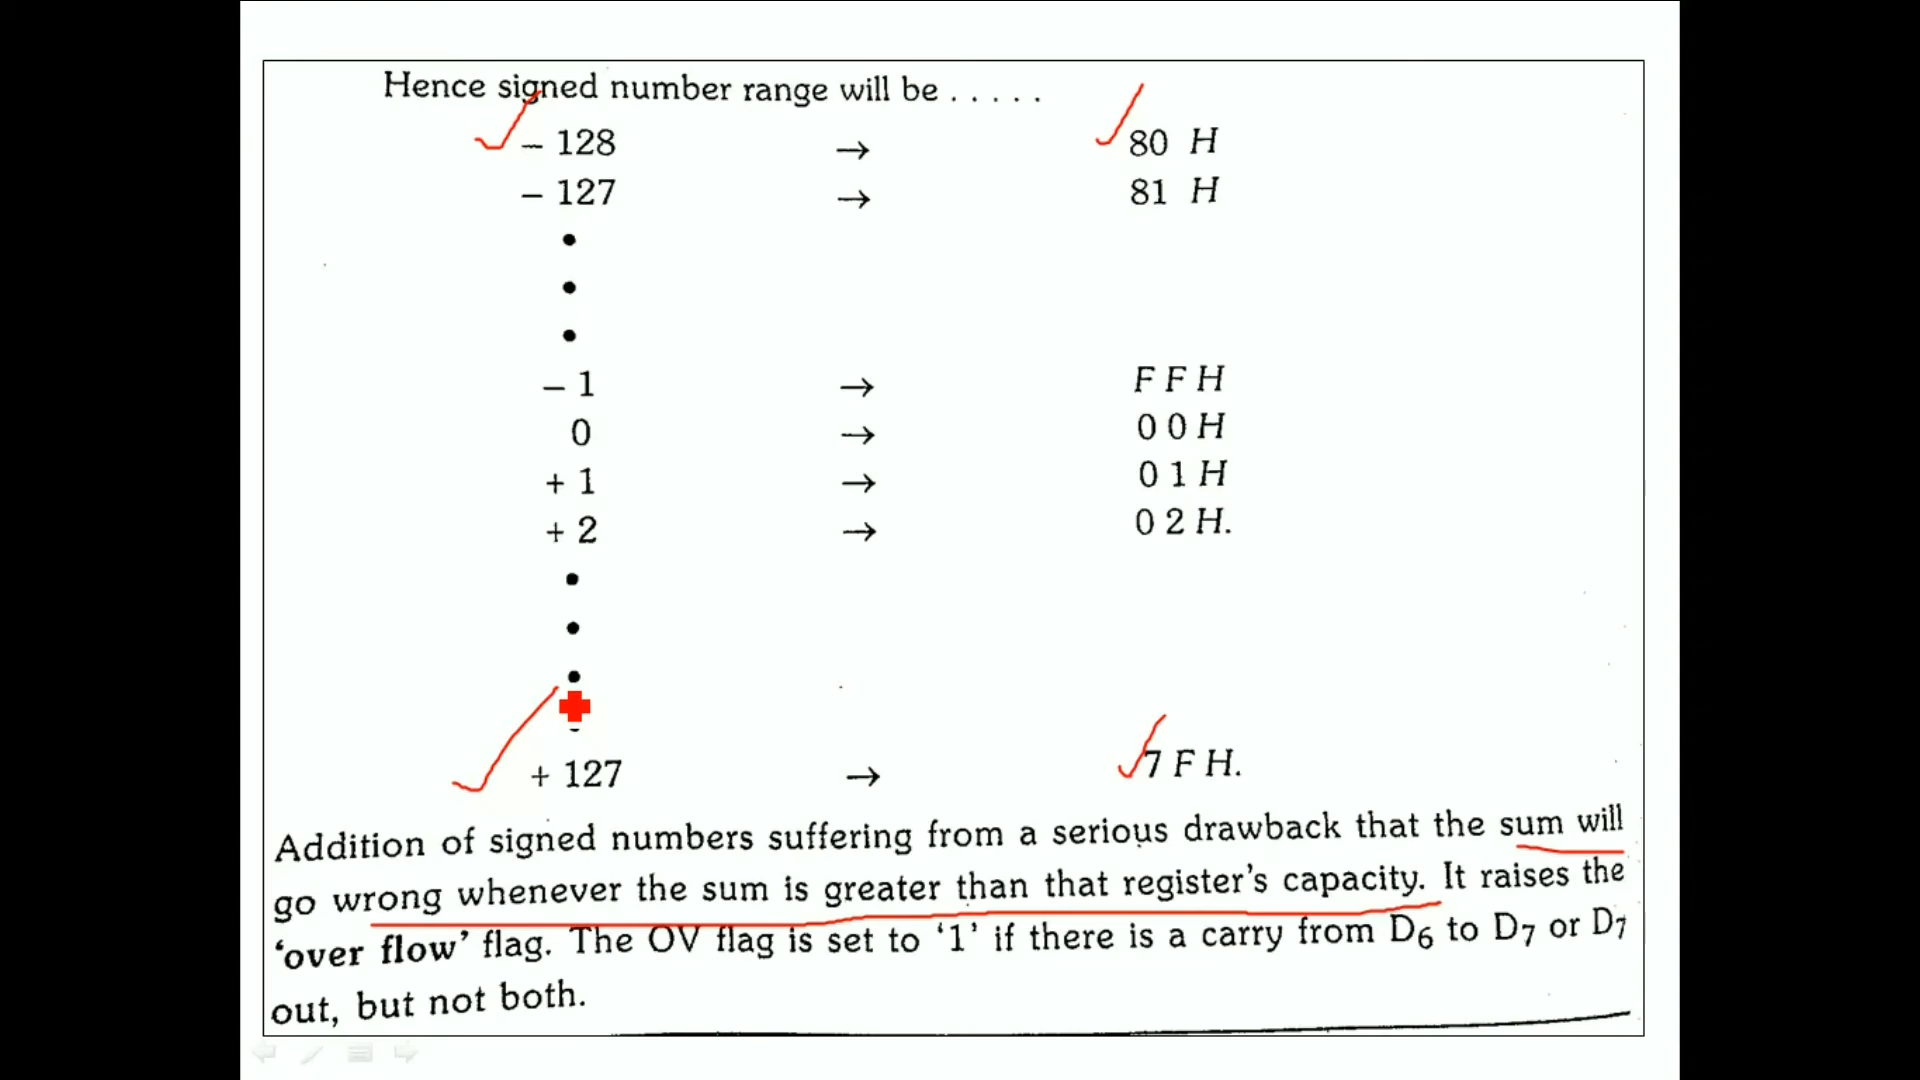 Hence signed number range will be . . . . .
– 128 → 80 H
– 127 → 81 H
– 1 → F F H
0 → 0 0 H
+ 1 → 0 1 H
+ 2 → 0 2 H.
+ 127 → 7 F H.
Addition of signed numbers suffering from a serious drawback that the sum will
go wrong whenever the sum is greater than that register's capacity. It raises the
‘over flow’ flag. The OV flag is set to ‘1’ if there is a carry from D6 to D7 or D7
out, but not both.